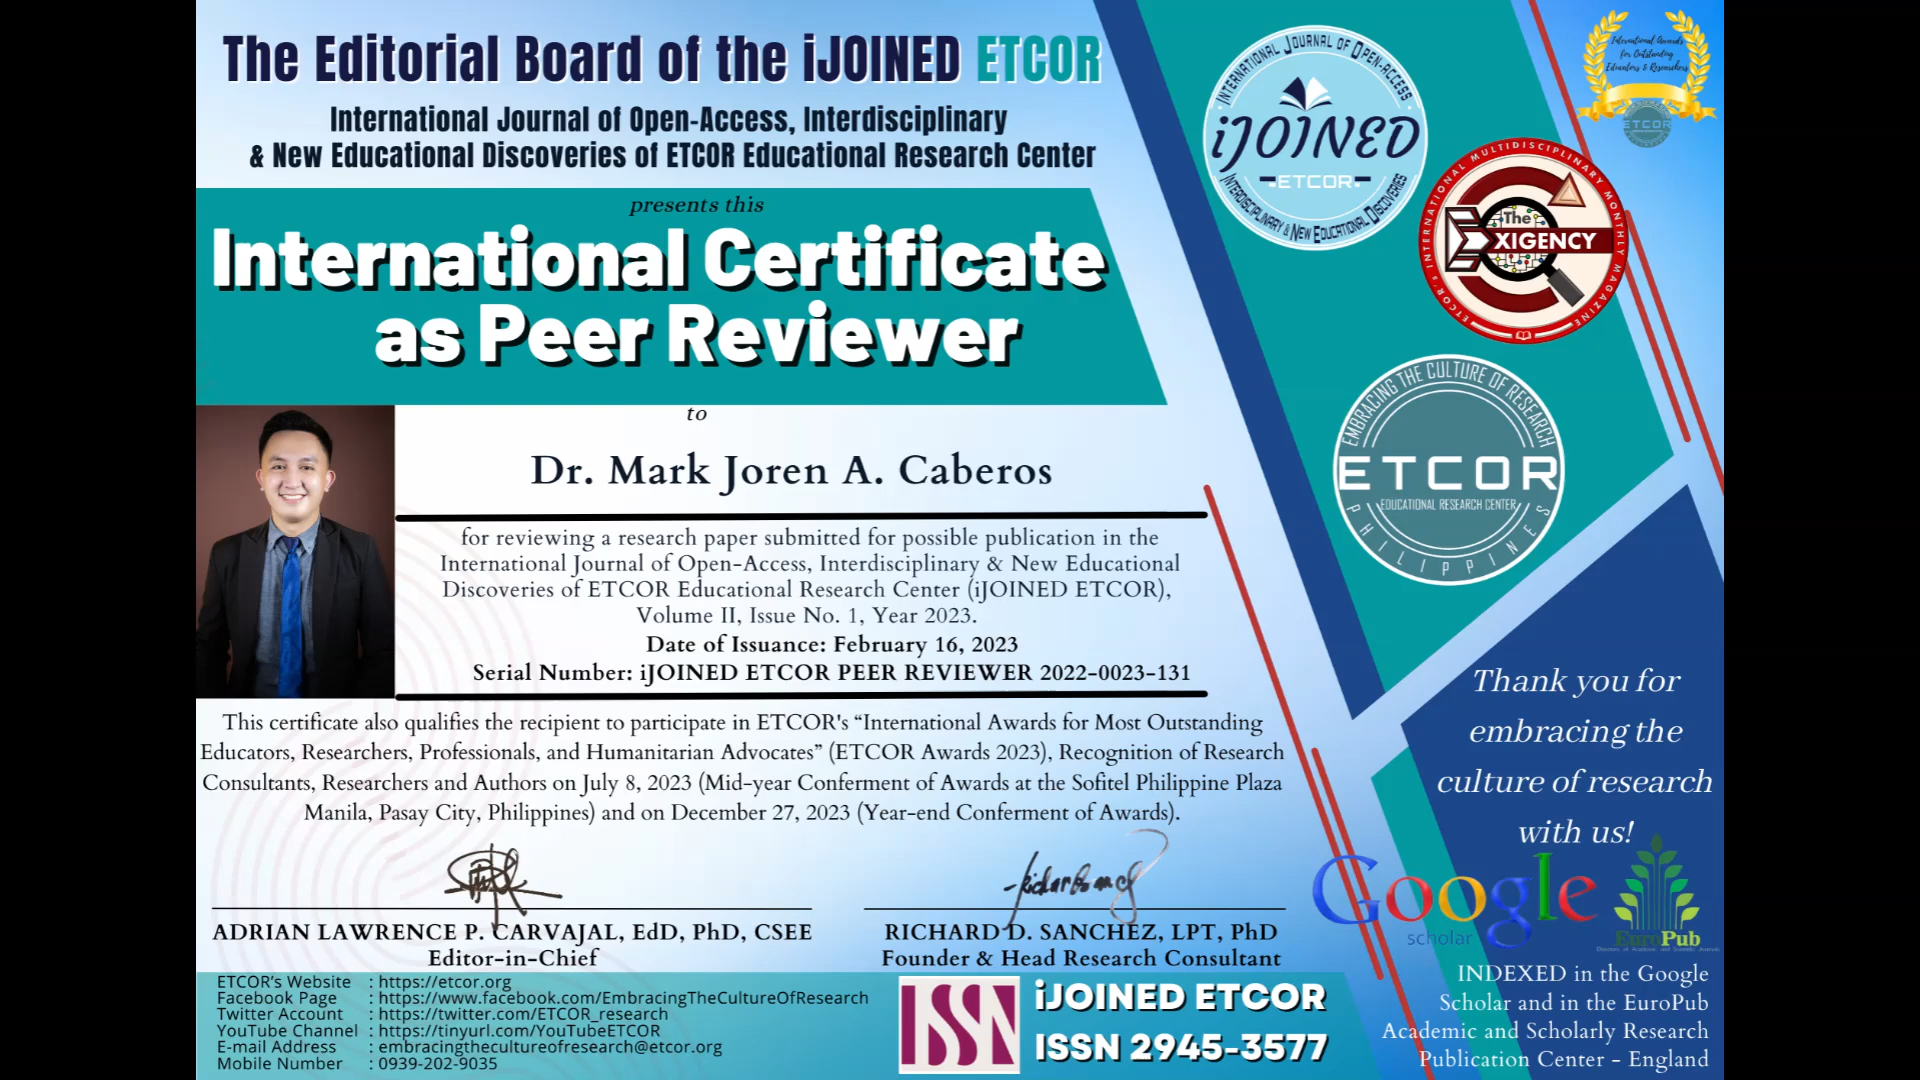 The Editorial Board of the iJOINED ETCOR
International Journal of Open-Access, Interdisciplinary
& New Educational Discoveries of ETCOR Educational Research Center
presents this
International Certificate
as Peer Reviewer
to
Dr. Mark Joren A. Caberos
for reviewing a research paper submitted for possible publication in the
International Journal of Open-Access, Interdisciplinary & New Educational
Discoveries of ETCOR Educational Research Center (iJOINED ETCOR),
Volume II, Issue No. 1, Year 2023.
Date of Issuance: February 16, 2023
Serial Number: iJOINED ETCOR PEER REVIEWER 2022-0023-131
This certificate also qualifies the recipient to participate in ETCOR's “International Awards for Most Outstanding
Educators, Researchers, Professionals, and Humanitarian Advocates” (ETCOR Awards 2023), Recognition of Research
Consultants, Researchers and Authors on July 8, 2023 (Mid-year Conferment of Awards at the Sofitel Philippine Plaza
Manila, Pasay City, Philippines) and on December 27, 2023 (Year-end Conferment of Awards).
ADRIAN LAWRENCE P. CARVAJAL, EdD, PhD, CSEE
Editor-in-Chief
RICHARD D. SANCHEZ, LPT, PhD
Founder & Head Research Consultant
ETCOR's Website : https://etcor.org
Facebook Page : https://www.facebook.com/EmbracingTheCultureOfResearch
Twitter Account : https://twitter.com/ETCOR_research
YouTube Channel : https://tinyurl.com/YouTubeETCOR
E-mail Address : embracingthecultureofresearch@etcor.org
Mobile Number : 0939-202-9035
ISSN
iJOINED ETCOR
ISSN 2945-3577
INTERNATIONAL JOURNAL OF OPEN-ACCESS
iJOINED
ETCOR
INTERDISCIPLINARY & NEW EDUCATIONAL DISCOVERIES
International Awards
for Outstanding
Educators & Researchers
ETCOR
ETCOR's INTERNATIONAL MULTIDISCIPLINARY MONTHLY MAGAZINE
The
EXIGENCY
EMBRACING THE CULTURE OF RESEARCH
ETCOR
EDUCATIONAL RESEARCH CENTER
PHILIPPINES
Thank you for
embracing the
culture of research
with us!
Google
scholar
EuroPub
INDEXED in the Google
Scholar and in the EuroPub
Academic and Scholarly Research
Publication Center - England